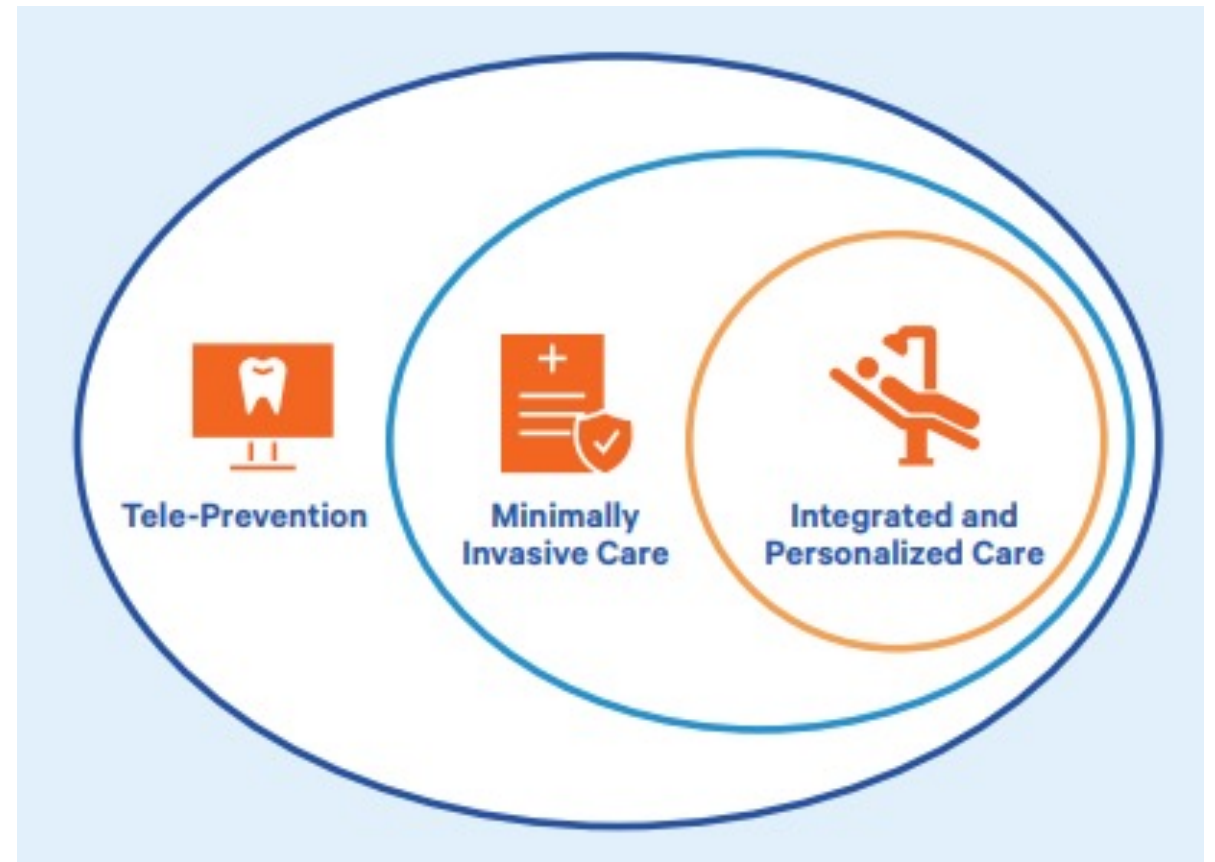 Tele-Prevention
Minimally
Invasive Care
Integrated and
Personalized Care